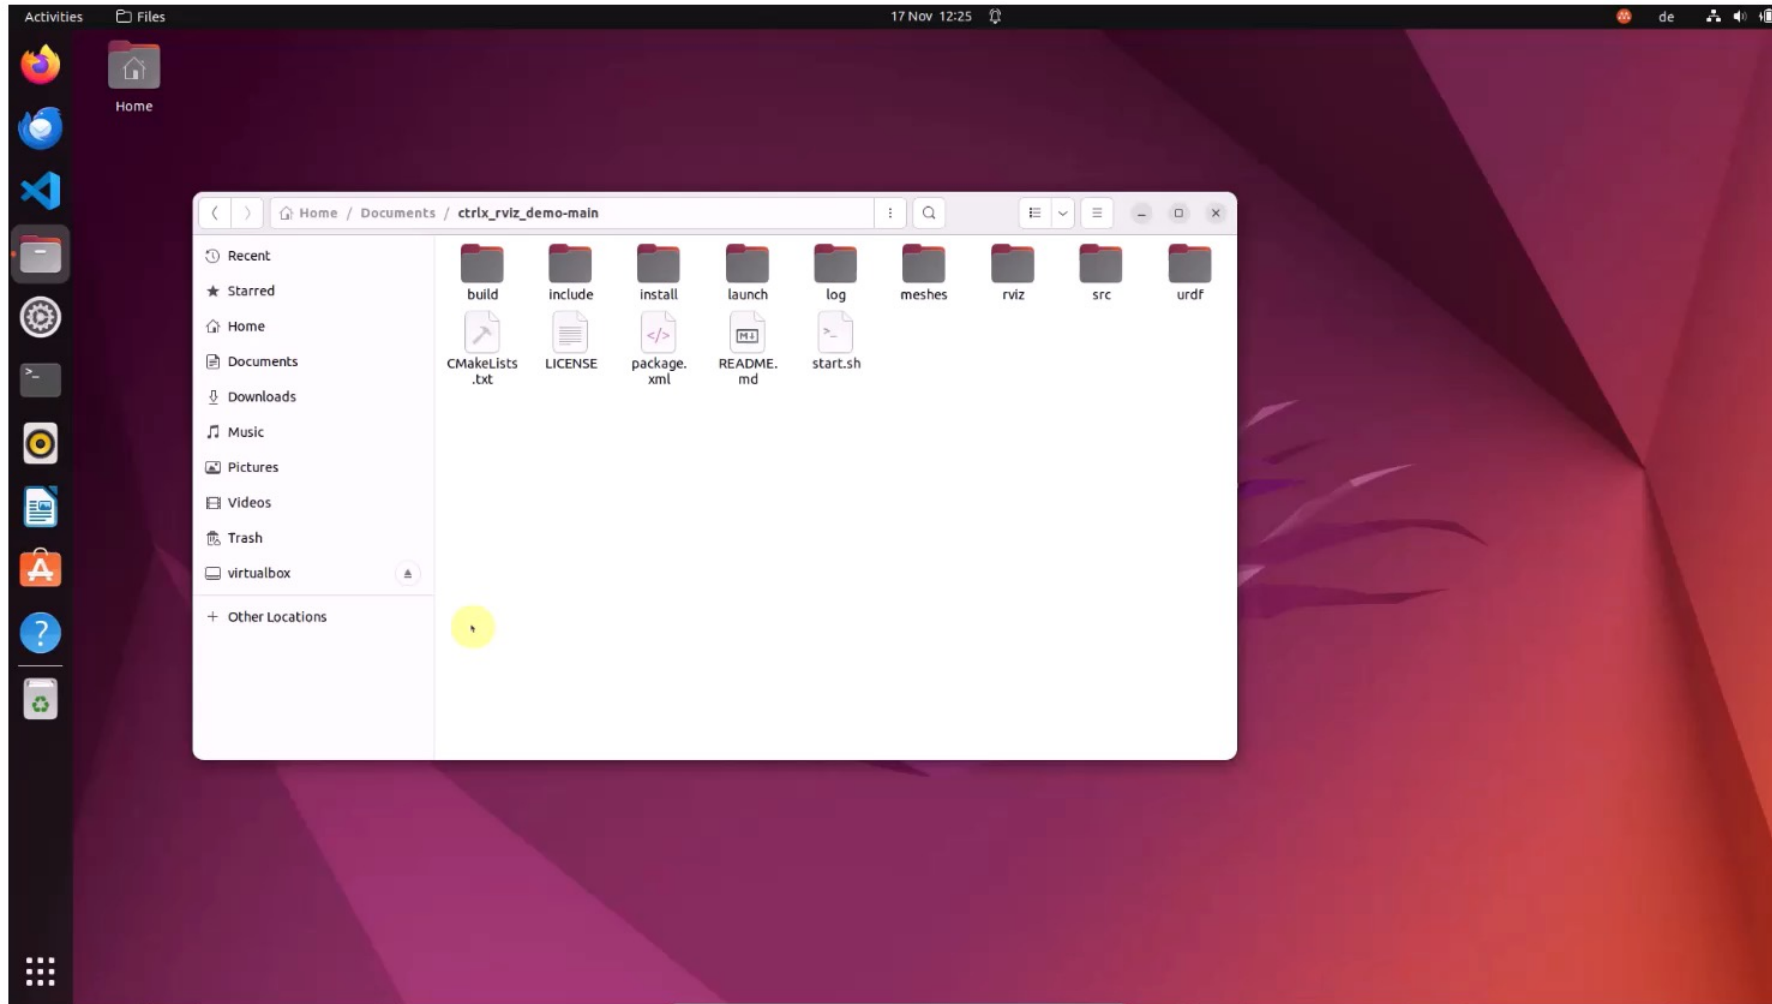 Activities Files 17 Nov 12:25 de
Home
Home / Documents / ctrlx_rviz_demo-main
Recent
Starred
Home
Documents
Downloads
Music
Pictures
Videos
Trash
virtualbox
+ Other Locations
build include install launch log meshes rviz src urdf
CMakeLists LICENSE package. README. start.sh
.txt xml md